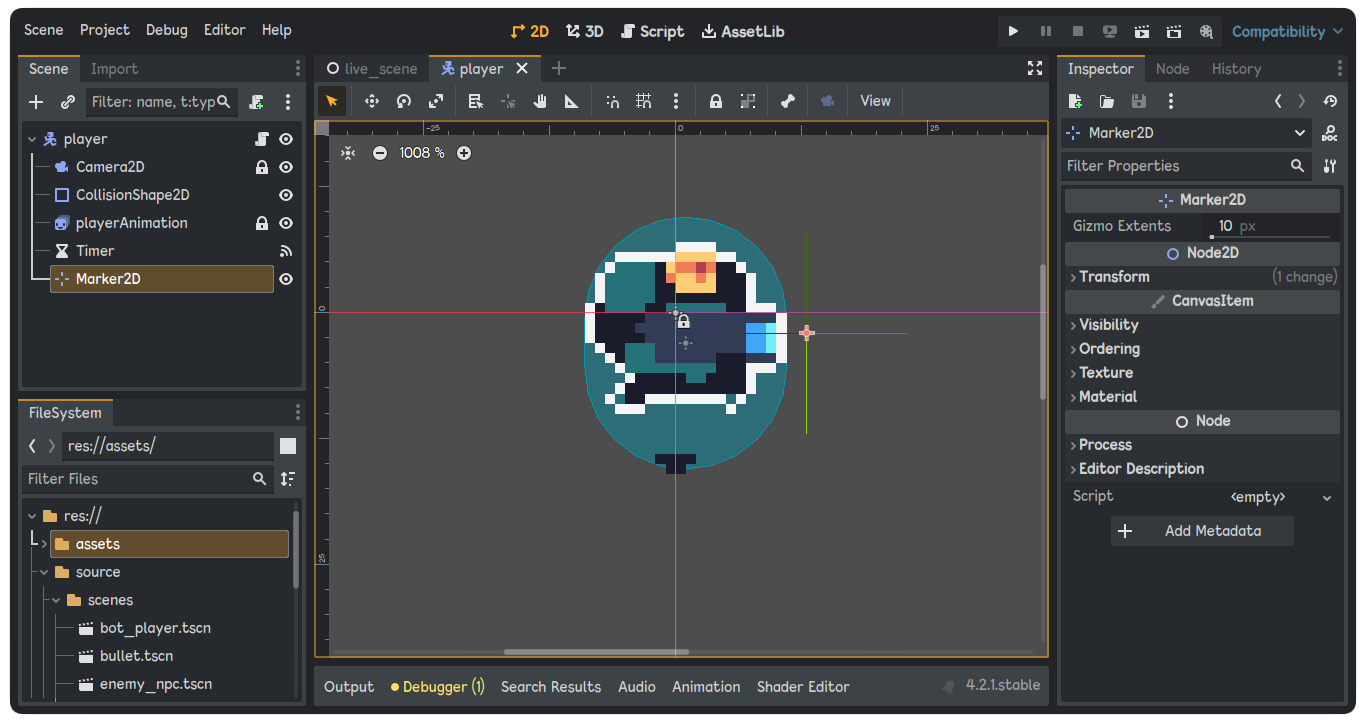 Scene Project Debug Editor Help
2D 3D Script AssetLib
Compatibility
Scene Import
live_scene player
Inspector Node History
Filter: name, t:typ
View
player
Camera2D
CollisionShape2D
playerAnimation
Timer
Marker2D
FileSystem
res://assets/
Filter Files
res://
assets
source
scenes
bot_player.tscn
bullet.tscn
enemy_npc.tscn
-25 0 25
1008 %
0
25
Output Debugger (1) Search Results Audio Animation Shader Editor
4.2.1.stable
Marker2D
DOC
Filter Properties
Marker2D
Gizmo Extents 10 px
Node2D
Transform (1 change)
CanvasItem
Visibility
Ordering
Texture
Material
Node
Process
Editor Description
Script <empty>
Add Metadata